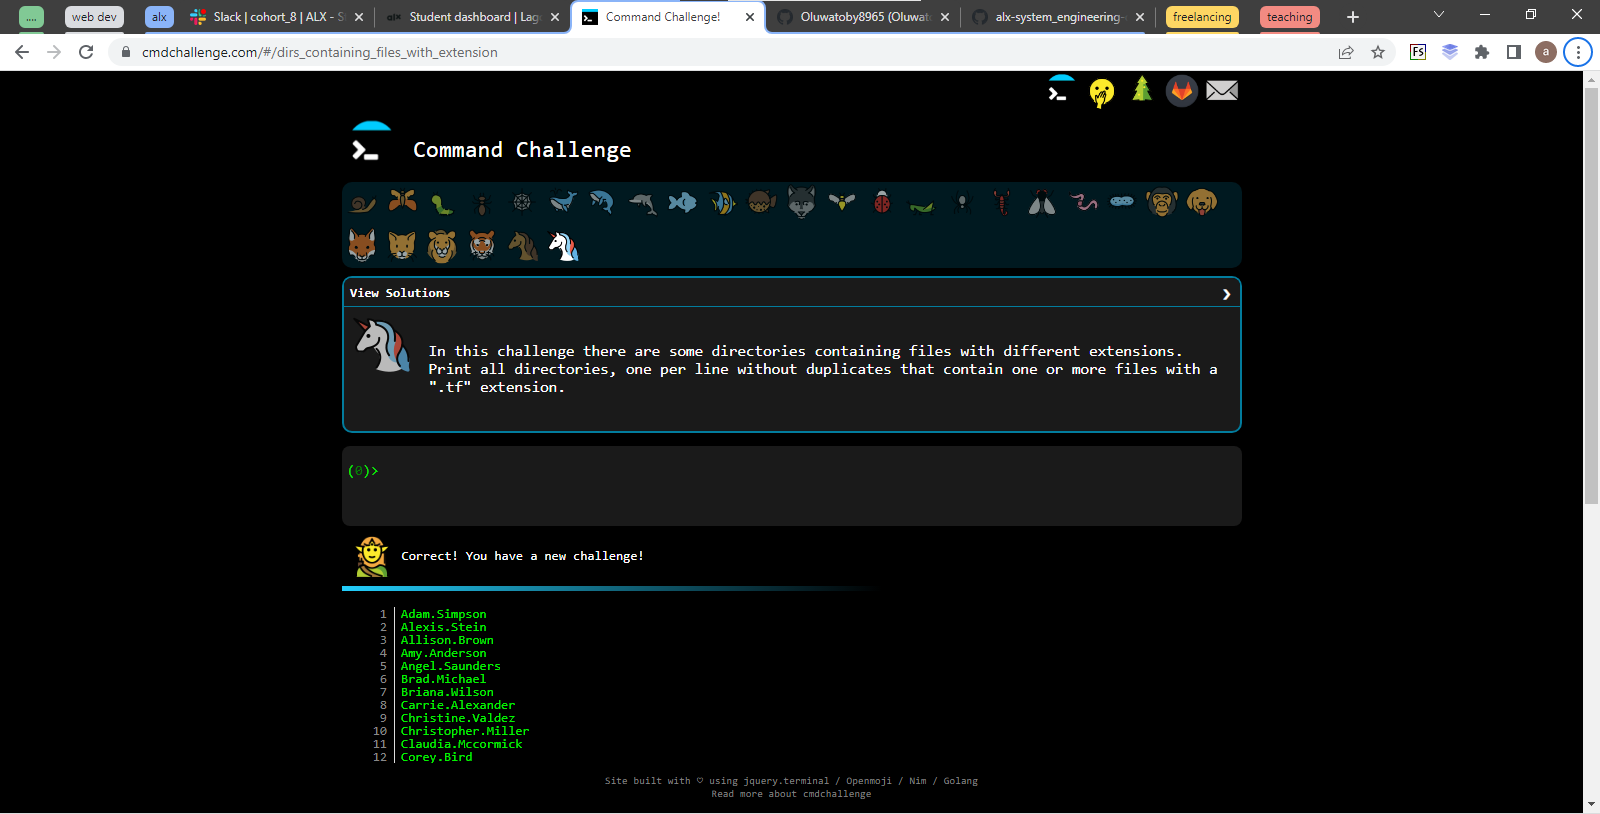 ....
web dev
alx
Slack | cohort_8 | ALX - S
Student dashboard | Lag
Command Challenge!
Oluwatoby8965 (Oluwat
alx-system_engineering-
freelancing
teaching
cmdchallenge.com/#/dirs_containing_files_with_extension
Fs
a
Command Challenge
View Solutions
In this challenge there are some directories containing files with different extensions.
Print all directories, one per line without duplicates that contain one or more files with a
".tf" extension.
(0)>
Correct! You have a new challenge!
1 Adam.Simpson
2 Alexis.Stein
3 Allison.Brown
4 Amy.Anderson
5 Angel.Saunders
6 Brad.Michael
7 Briana.Wilson
8 Carrie.Alexander
9 Christine.Valdez
10 Christopher.Miller
11 Claudia.Mccormick
12 Corey.Bird
Site built with ♡ using jquery.terminal / Openmoji / Nim / Golang
Read more about cmdchallenge